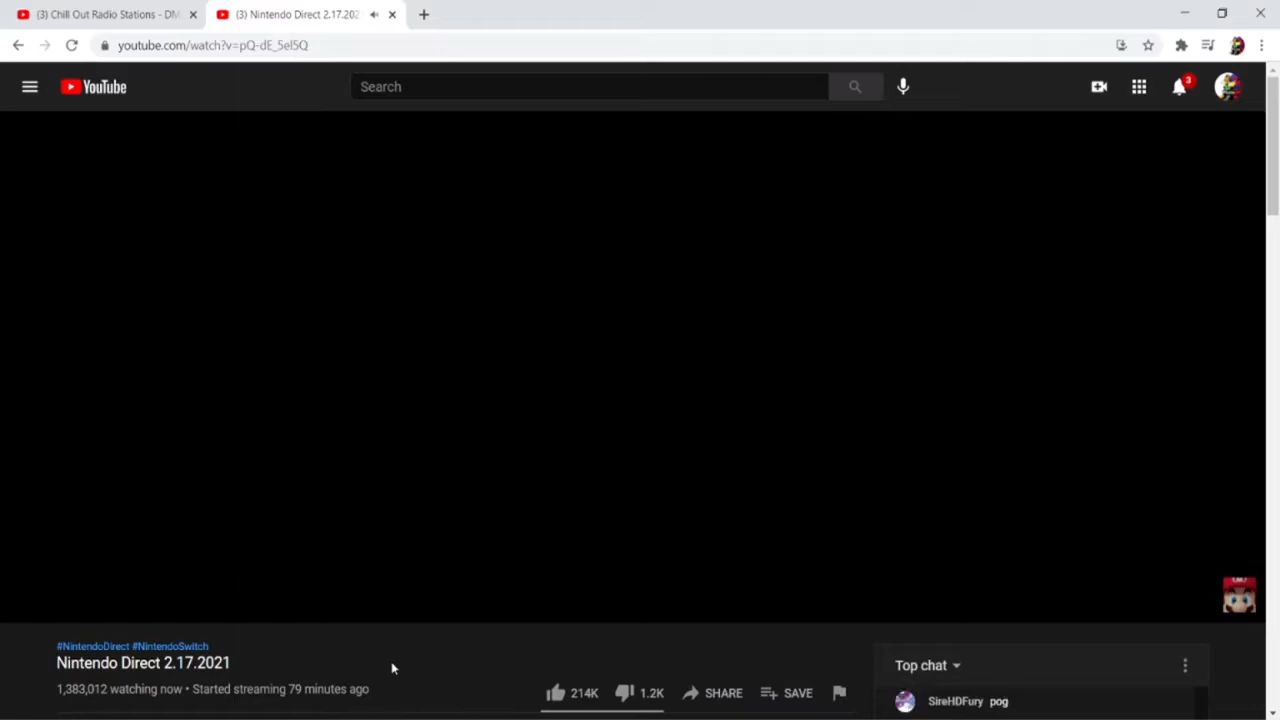 (3) Chill Out Radio Stations - DM
(3) Nintendo Direct 2.17.202
youtube.com/watch?v=pQ-dE_5el5Q
YouTube
Search
3
#NintendoDirect #NintendoSwitch
Nintendo Direct 2.17.2021
1,383,012 watching now • Started streaming 79 minutes ago
214K
1.2K
SHARE
SAVE
Top chat
SireHDFury pog